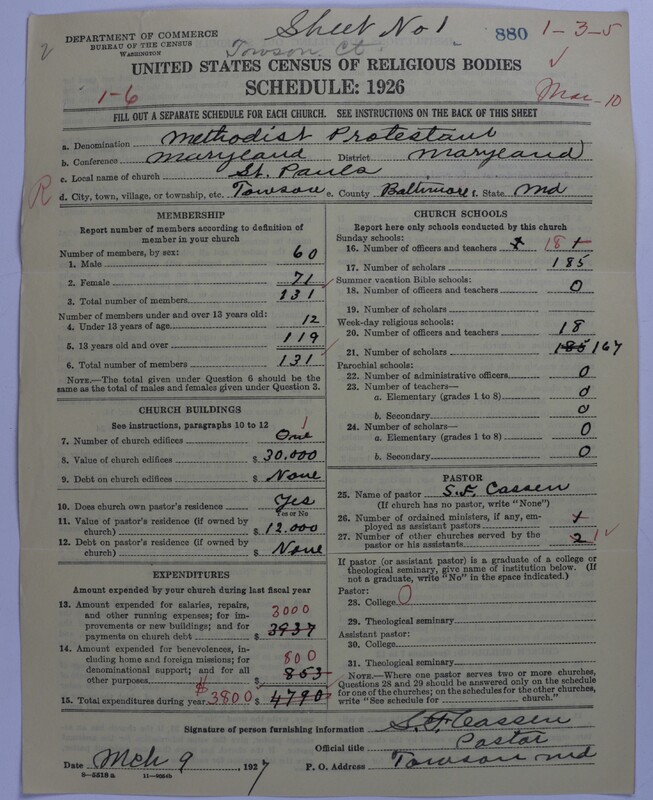 Sheet No 1
880 1-3-5
DEPARTMENT OF COMMERCE
BUREAU OF THE CENSUS
WASHINGTON
Towson Ct.
UNITED STATES CENSUS OF RELIGIOUS BODIES
SCHEDULE: 1926
1-6
Mar-10
FILL OUT A SEPARATE SCHEDULE FOR EACH CHURCH. SEE INSTRUCTIONS ON THE BACK OF THIS SHEET
a. Denomination Methodist Protestant
b. Conference Maryland District Maryland
c. Local name of church St. Pauls
R
d. City, town, village, or township, etc. Towson e. County Baltimore f. State Md
MEMBERSHIP
Report number of members according to definition of
member in your church
Number of members, by sex:
1. Male 60
2. Female 71
3. Total number of members 131
Number of members under and over 13 years old:
4. Under 13 years of age 12
5. 13 years old and over 119
6. Total number of members 131
NOTE.—The total given under Question 6 should be
the same as the total of males and females given under Question 3.
CHURCH BUILDINGS
See instructions, paragraphs 10 to 12
7. Number of church edifices One 1
8. Value of church edifices $ 30.000
9. Debt on church edifices $ None
10. Does church own pastor's residence Yes
Yes or No
11. Value of pastor's residence (if owned by
church) $ 12.000
12. Debt on pastor's residence (if owned by
church) $ None
EXPENDITURES
Amount expended by your church during last fiscal year
13. Amount expended for salaries, repairs,
and other running expenses; for im-
provements or new buildings; and for
payments on church debt $ 3937
3000
14. Amount expended for benevolences, in-
cluding home and foreign missions; for
denominational support; and for all
other purposes $ 853
800
15. Total expenditures during year $3800 $ 4790
CHURCH SCHOOLS
Report here only schools conducted by this church
Sunday schools:
16. Number of officers and teachers 18
17. Number of scholars 185
Summer vacation Bible schools:
18. Number of officers and teachers 0
19. Number of scholars
Week-day religious schools:
20. Number of officers and teachers 18
21. Number of scholars 185 167
Parochial schools:
22. Number of administrative officers 0
23. Number of teachers—
a. Elementary (grades 1 to 8) 0
b. Secondary 0
24. Number of scholars—
a. Elementary (grades 1 to 8) 0
b. Secondary 0
PASTOR
25. Name of pastor S. F. Cassen
(If church has no pastor, write "None")
26. Number of ordained ministers, if any, em-
ployed as assistant pastors
27. Number of other churches served by the
pastor or his assistants 2 1
If pastor (or assistant pastor) is a graduate of a college or
theological seminary, give name of institution below. (If
not a graduate, write "No" in the space indicated.)
Pastor:
28. College 0
29. Theological seminary
Assistant pastor:
30. College
31. Theological seminary
NOTE.—Where one pastor serves two or more churches,
Questions 28 and 29 should be answered only on the schedule
for one of the churches; on the schedules for the other churches,
write "See schedule for church."
Signature of person furnishing information S. F. Cassen
Official title Pastor
Date Mch 9, 1927 P. O. Address Towson Md
8-5518 a 11-9054b